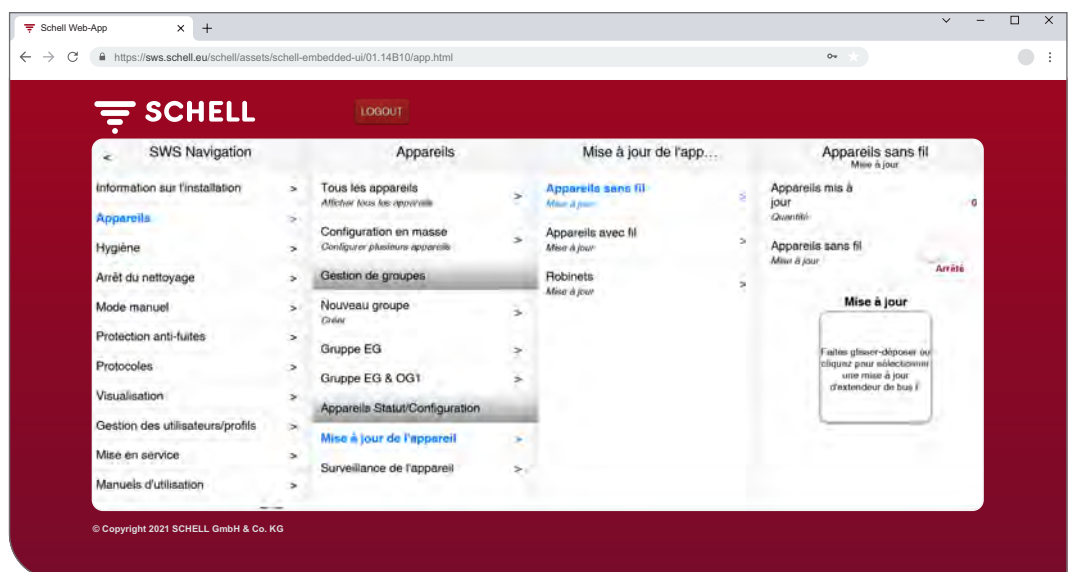 Schell Web-App
https://sws.schell.eu/schell/assets/schell-embedded-ui/01.14B10/app.html
SCHELL
LOGOUT
< SWS Navigation
Information sur l'installation >
Appareils >
Hygiène >
Arrêt du nettoyage >
Mode manuel >
Protection anti-fuites >
Protocoles >
Visualisation >
Gestion des utilisateurs/profils >
Mise en service >
Manuels d'utilisation >
Appareils
Tous les appareils >
Afficher tous les appareils
Configuration en masse >
Configurer plusieurs appareils
Gestion de groupes
Nouveau groupe >
Créer
Gruppe EG >
Gruppe EG & OG1 >
Appareils Statut/Configuration
Mise à jour de l'appareil >
Surveillance de l'appareil >
Mise à jour de l'app...
Appareils sans fil >
Mise à jour
Appareils avec fil >
Mise à jour
Robinets >
Mise à jour
Appareils sans fil
Mise à jour
Appareils mis à
jour 0
Quantité
Appareils sans fil
Mise à jour
Arrêté
Mise à jour
Faites glisser-déposer ou
cliquez pour sélectionner
une mise à jour
d'extendeur de bus !
© Copyright 2021 SCHELL GmbH & Co. KG